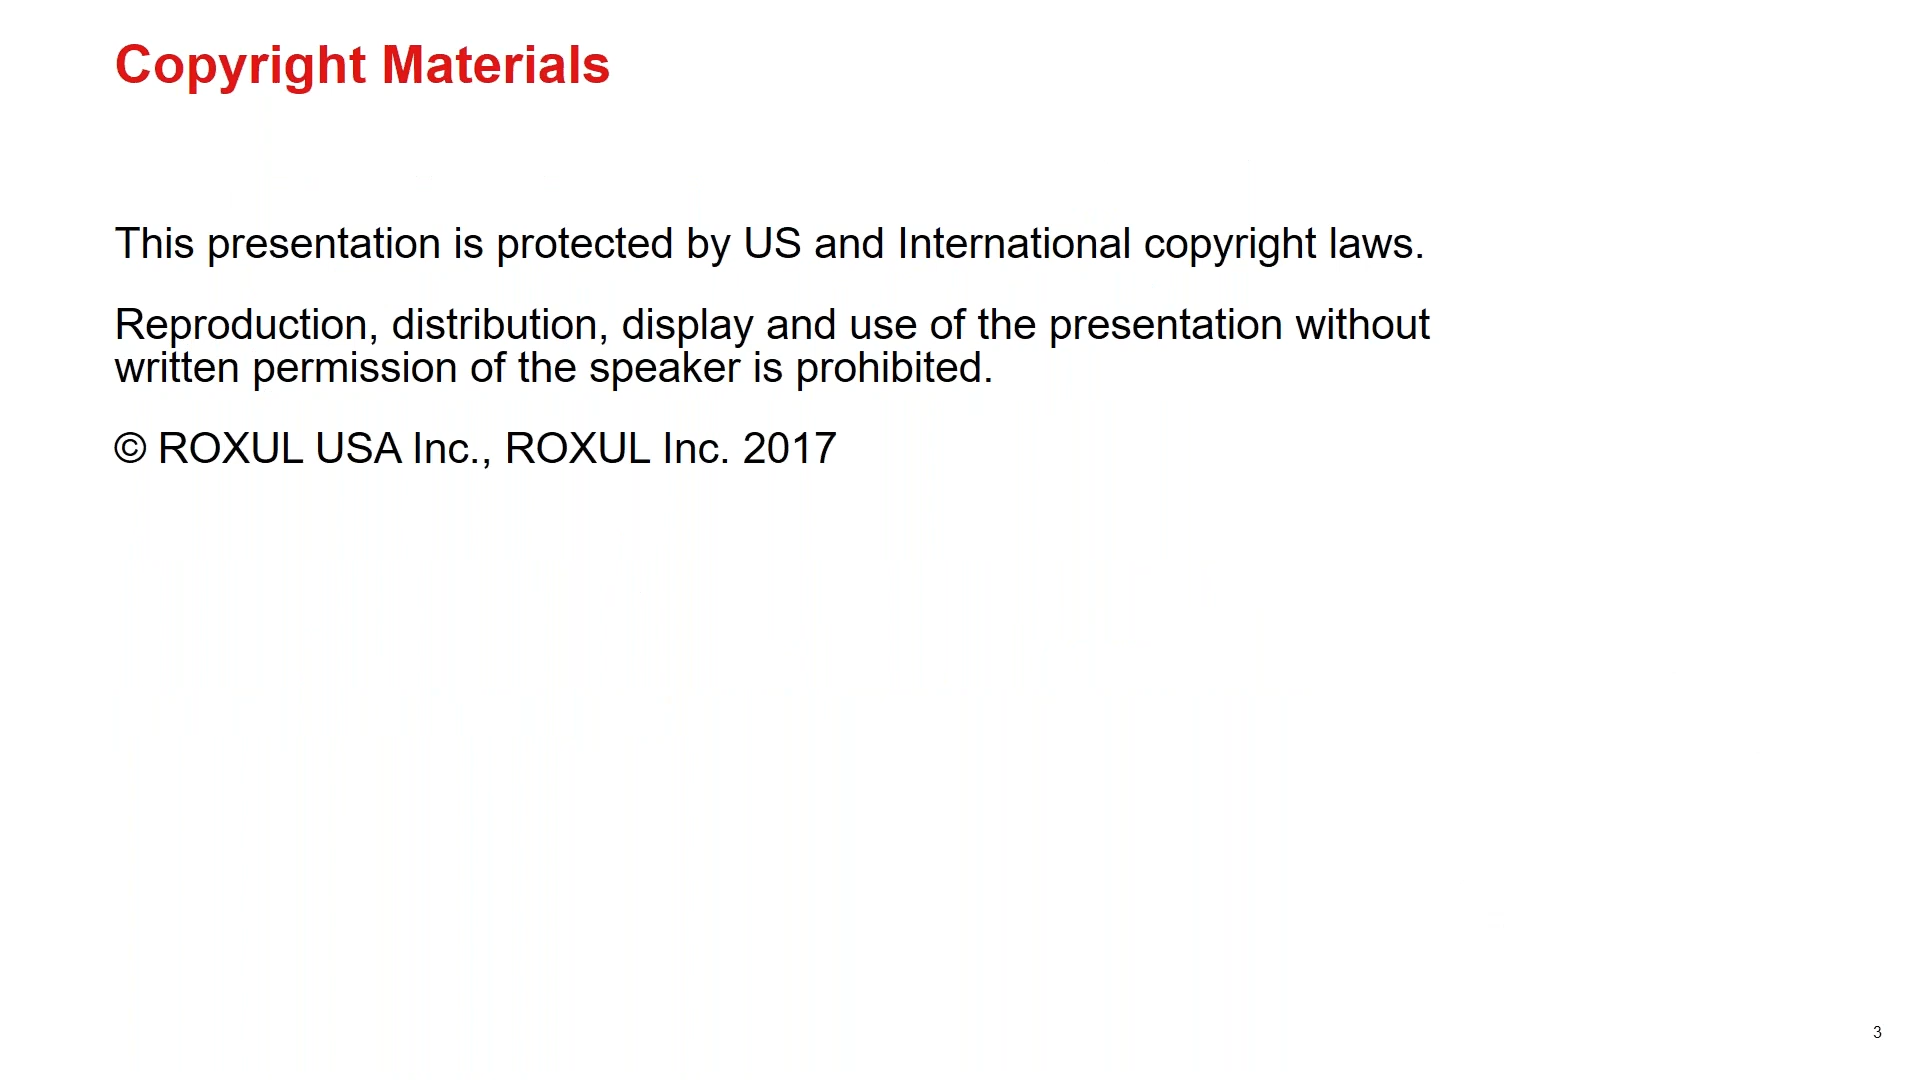 Copyright Materials
This presentation is protected by US and International copyright laws.
Reproduction, distribution, display and use of the presentation without
written permission of the speaker is prohibited.
© ROXUL USA Inc., ROXUL Inc. 2017
3